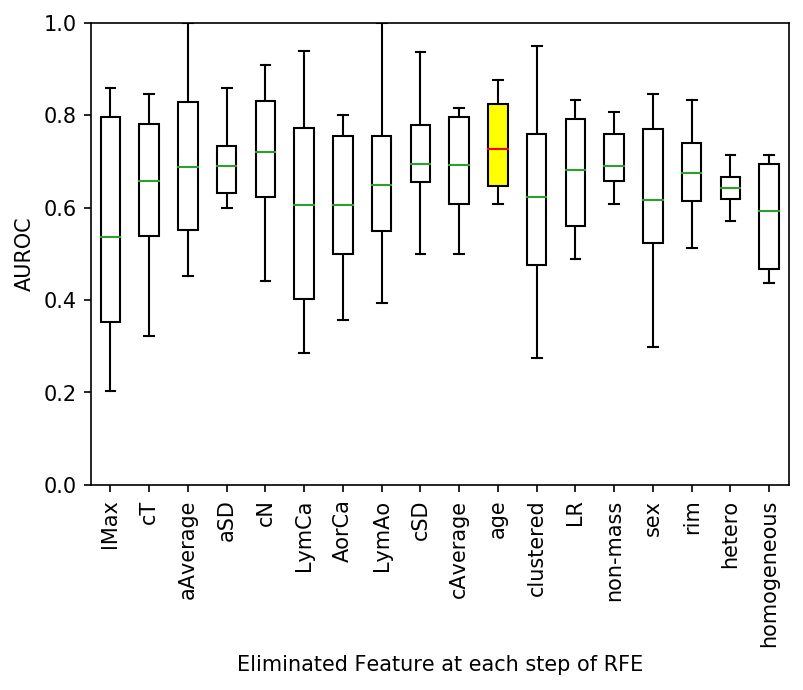 1.0
0.8
0.6
0.4
0.2
0.0
AUROC
lMax
cT
aAverage
aSD
cN
LymCa
AorCa
LymAo
cSD
cAverage
age
clustered
LR
non-mass
sex
rim
hetero
homogeneous
Eliminated Feature at each step of RFE